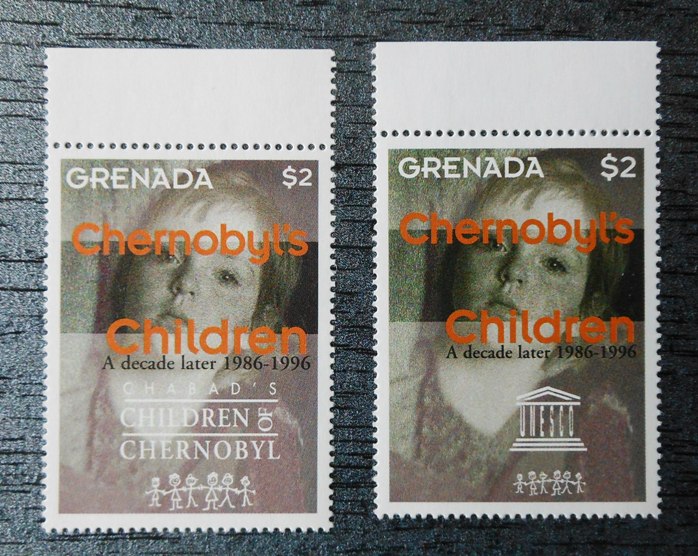 GRENADA $2
Chernobyl's
Children
A decade later 1986-1996
CHABAD'S
CHILDREN OF
CHERNOBYL
GRENADA $2
Chernobyl's
Children
A decade later 1986-1996
UNESCO